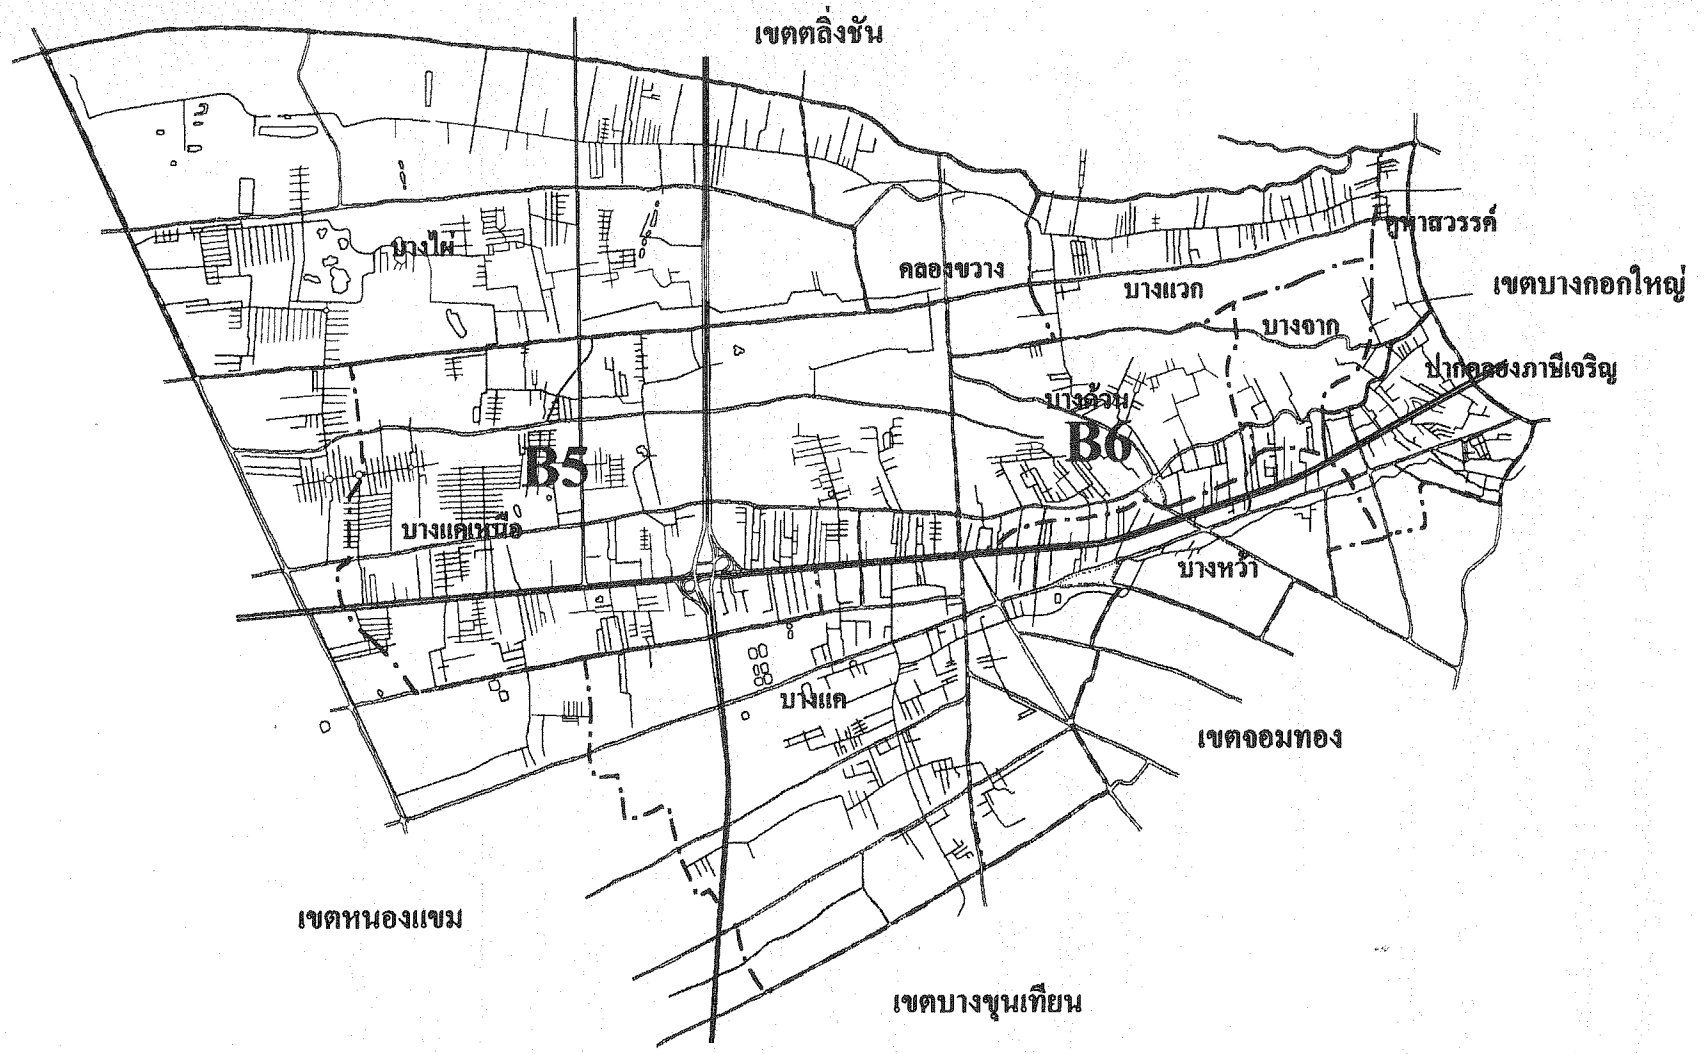 เขตตลิ่งชัน
คูหาสวรรค์
บางไผ่
คลองขวาง
บางแวก
เขตบางกอกใหญ่
บางจาก
ปากคลองภาษีเจริญ
บางด้วน
B6
B5
บางแคเหนือ
บางหว้า
บางแค
เขตจอมทอง
เขตหนองแขม
เขตบางขุนเทียน